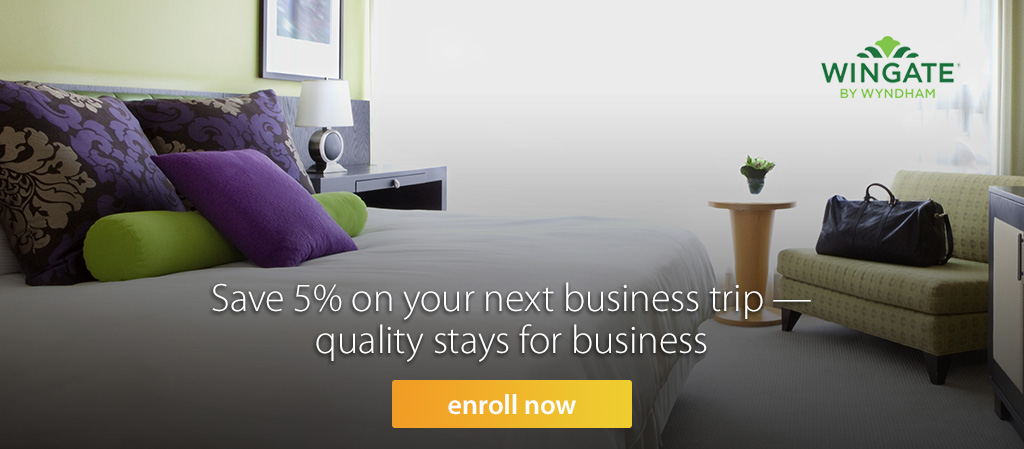 WINGATE
BY WYNDHAM
Save 5% on your next business trip —
quality stays for business
enroll now